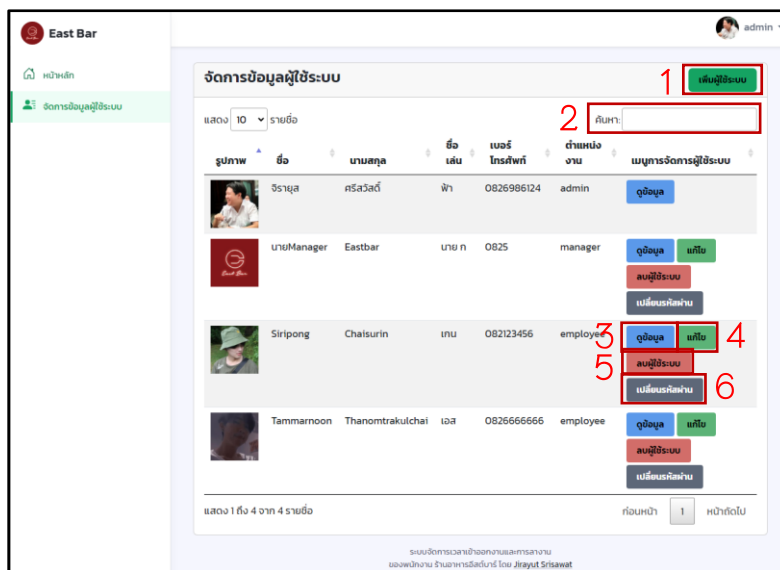 East Bar
admin
หน้าหลัก
จัดการข้อมูลผู้ใช้ระบบ
จัดการข้อมูลผู้ใช้ระบบ
1
เพิ่มผู้ใช้ระบบ
แสดง 10 รายชื่อ
2
ค้นหา:
รูปภาพ ชื่อ นามสกุล ชื่อเล่น เบอร์โทรศัพท์ ตำแหน่งงาน เมนูการจัดการผู้ใช้ระบบ
จิรายุส ศรีสวัสดิ์ ฟ้า 0826986124 admin ดูข้อมูล
นายManager Eastbar นาย ก 0825 manager ดูข้อมูล แก้ไข
ลบผู้ใช้ระบบ
เปลี่ยนรหัสผ่าน
East Bar
Siripong Chaisurin เทน 082123456 employee 3 ดูข้อมูล แก้ไข 4
5 ลบผู้ใช้ระบบ
เปลี่ยนรหัสผ่าน 6
Tammarnoon Thanomtrakulchai เอส 0826666666 employee ดูข้อมูล แก้ไข
ลบผู้ใช้ระบบ
เปลี่ยนรหัสผ่าน
แสดง 1 ถึง 4 จาก 4 รายชื่อ
ก่อนหน้า 1 หน้าถัดไป
ระบบจัดการเวลาเข้าออกงานและการลางาน
ของพนักงาน ร้านอาหารอีสต์บาร์ โดย Jirayut Srisawat